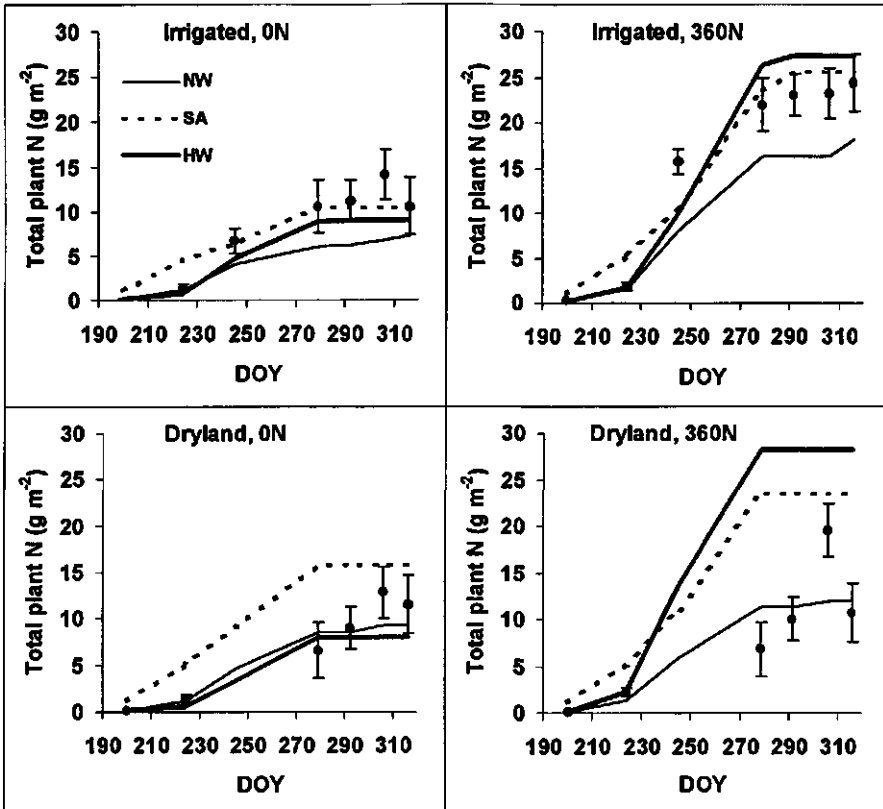 Irrigated, 0N
NW
SA
HW
Total plant N (g m-2)
30
25
20
15
10
5
0
190 210 230 250 270 290 310
DOY
Irrigated, 360N
Total plant N (g m-2)
30
25
20
15
10
5
0
190 210 230 250 270 290 310
DOY
Dryland, 0N
Total plant N (g m-2)
30
25
20
15
10
5
0
190 210 230 250 270 290 310
DOY
Dryland, 360N
Total plant N (g m-2)
30
25
20
15
10
5
0
190 210 230 250 270 290 310
DOY